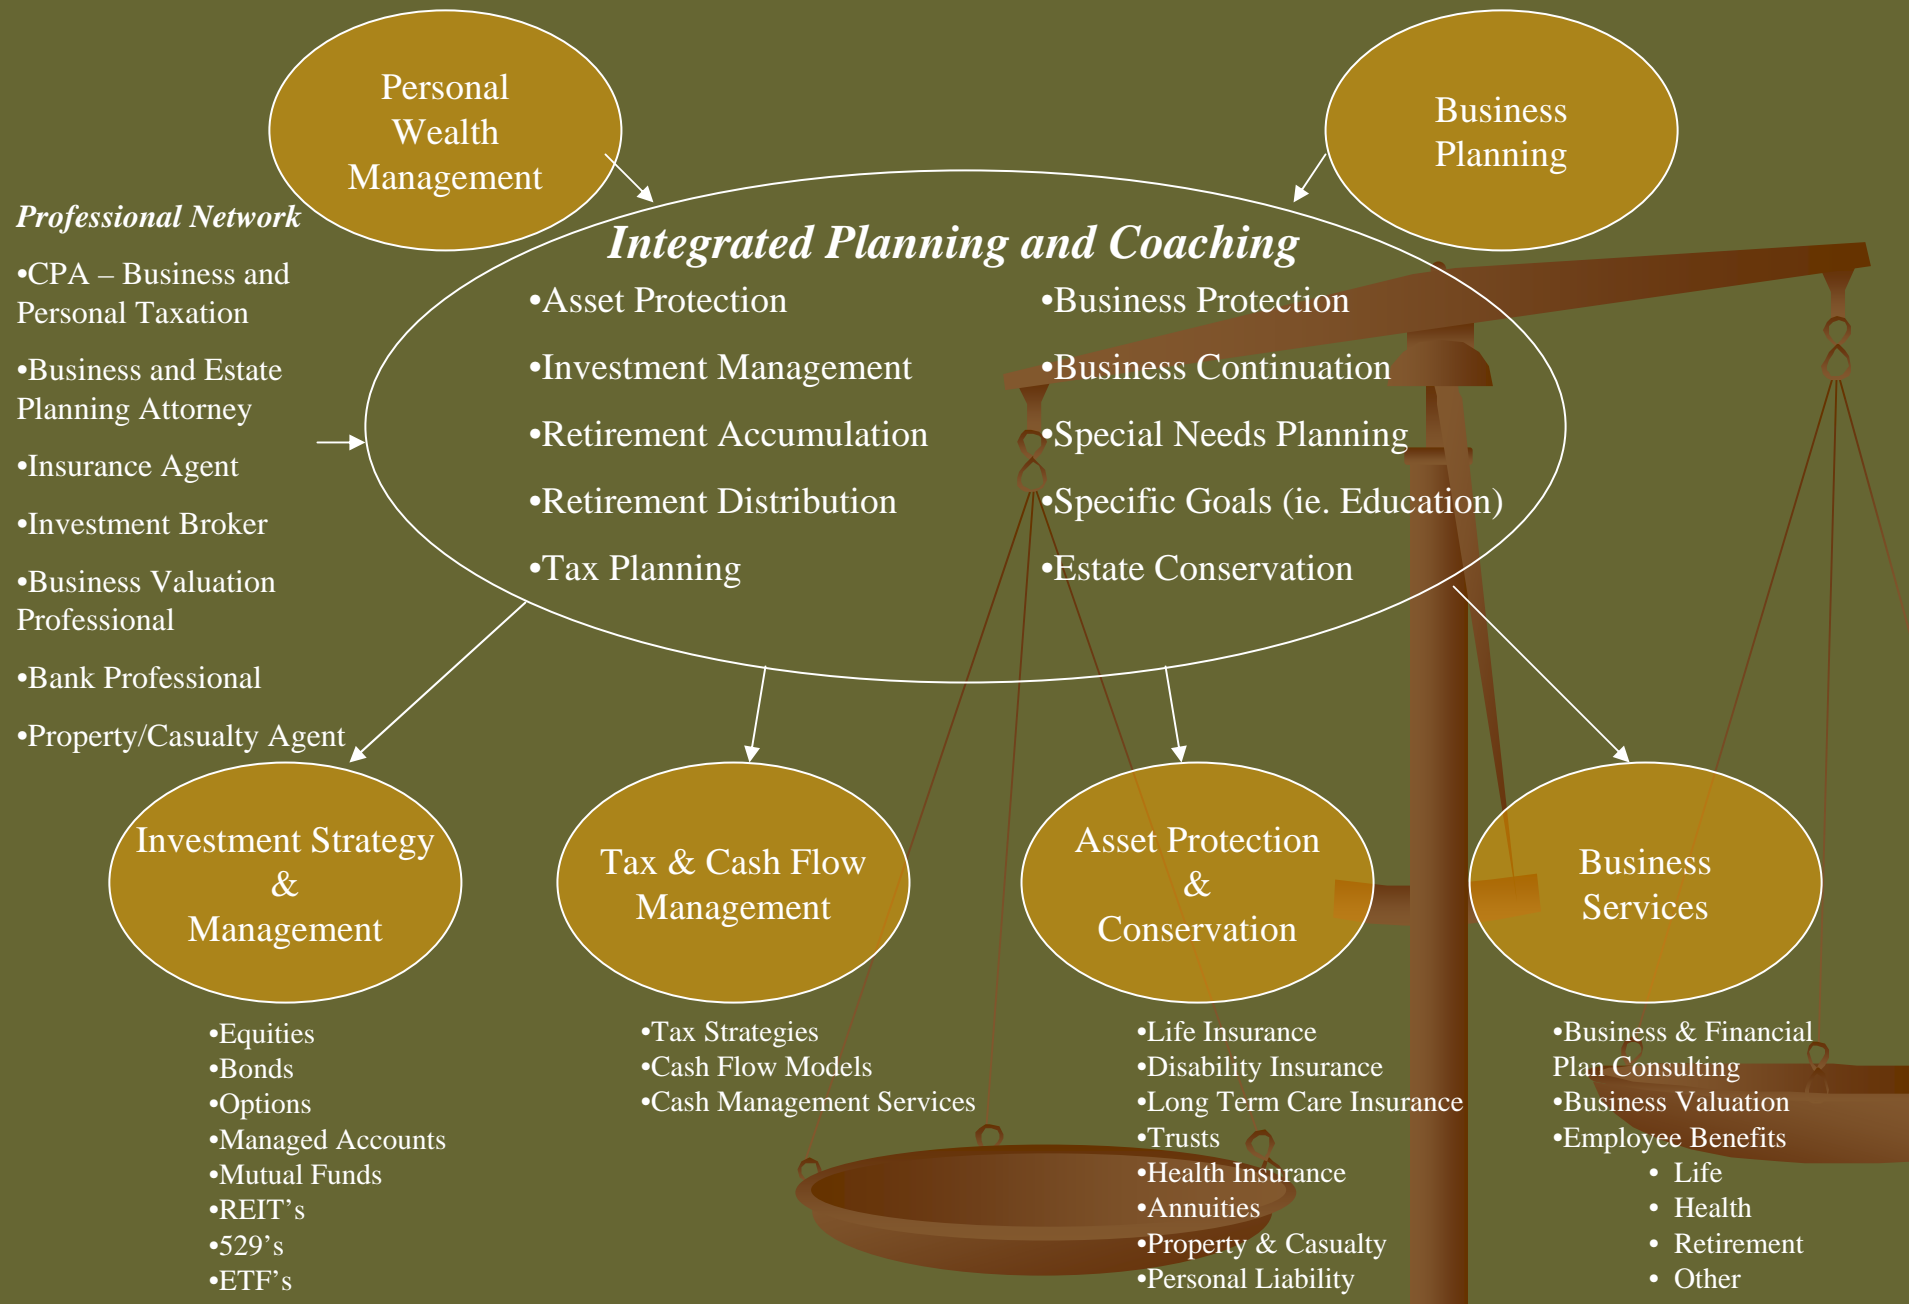 Personal
Wealth
Management
Business
Planning
Professional Network
•CPA – Business and
Personal Taxation
•Business and Estate
Planning Attorney
•Insurance Agent
•Investment Broker
•Business Valuation
Professional
•Bank Professional
•Property/Casualty Agent
Integrated Planning and Coaching
•Asset Protection
•Investment Management
•Retirement Accumulation
•Retirement Distribution
•Tax Planning
•Business Protection
•Business Continuation
•Special Needs Planning
•Specific Goals (ie. Education)
•Estate Conservation
Investment Strategy
&
Management
•Equities
•Bonds
•Options
•Managed Accounts
•Mutual Funds
•REIT’s
•529’s
•ETF’s
Tax & Cash Flow
Management
•Tax Strategies
•Cash Flow Models
•Cash Management Services
Asset Protection
&
Conservation
•Life Insurance
•Disability Insurance
•Long Term Care Insurance
•Trusts
•Health Insurance
•Annuities
•Property & Casualty
•Personal Liability
Business
Services
•Business & Financial
Plan Consulting
•Business Valuation
•Employee Benefits
• Life
• Health
• Retirement
• Other